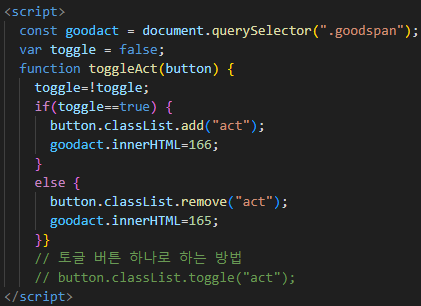 <script>
const goodact = document.querySelector(".goodspan");
var toggle = false;
function toggleAct(button) {
toggle=!toggle;
if(toggle==true) {
button.classList.add("act");
goodact.innerHTML=166;
}
else {
button.classList.remove("act");
goodact.innerHTML=165;
}}
// 토글 버튼 하나로 하는 방법
// button.classList.toggle("act");
</script>